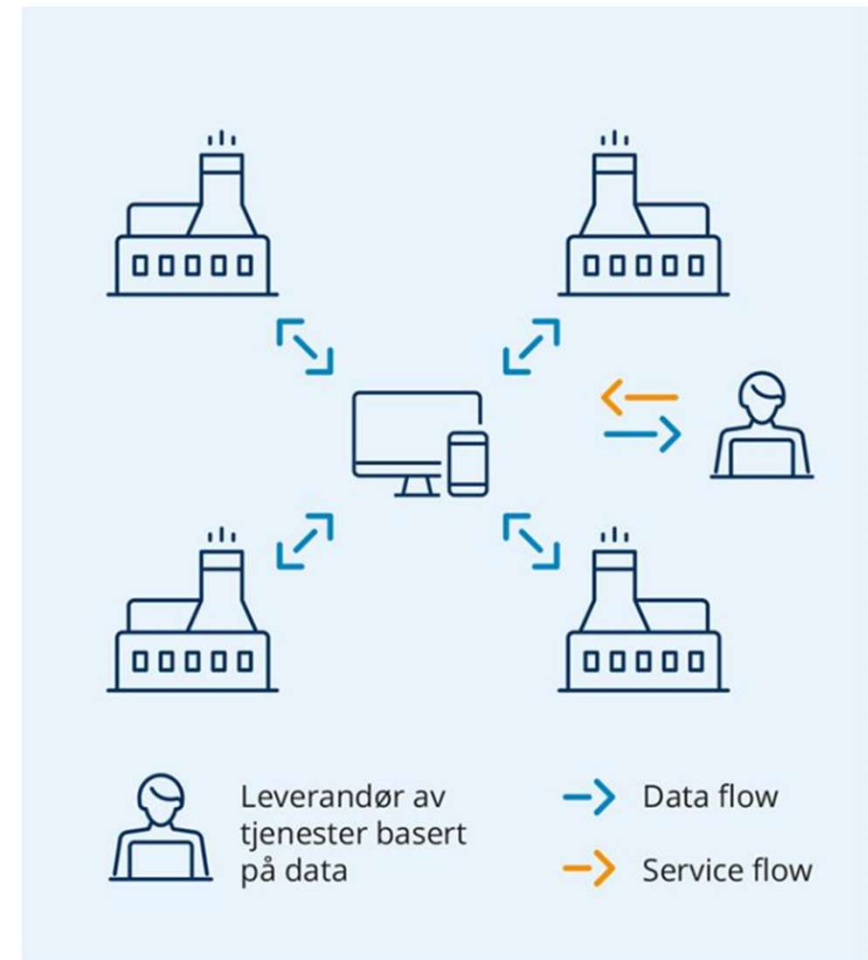 Leverandør av
tjenester basert
på data
Data flow
Service flow